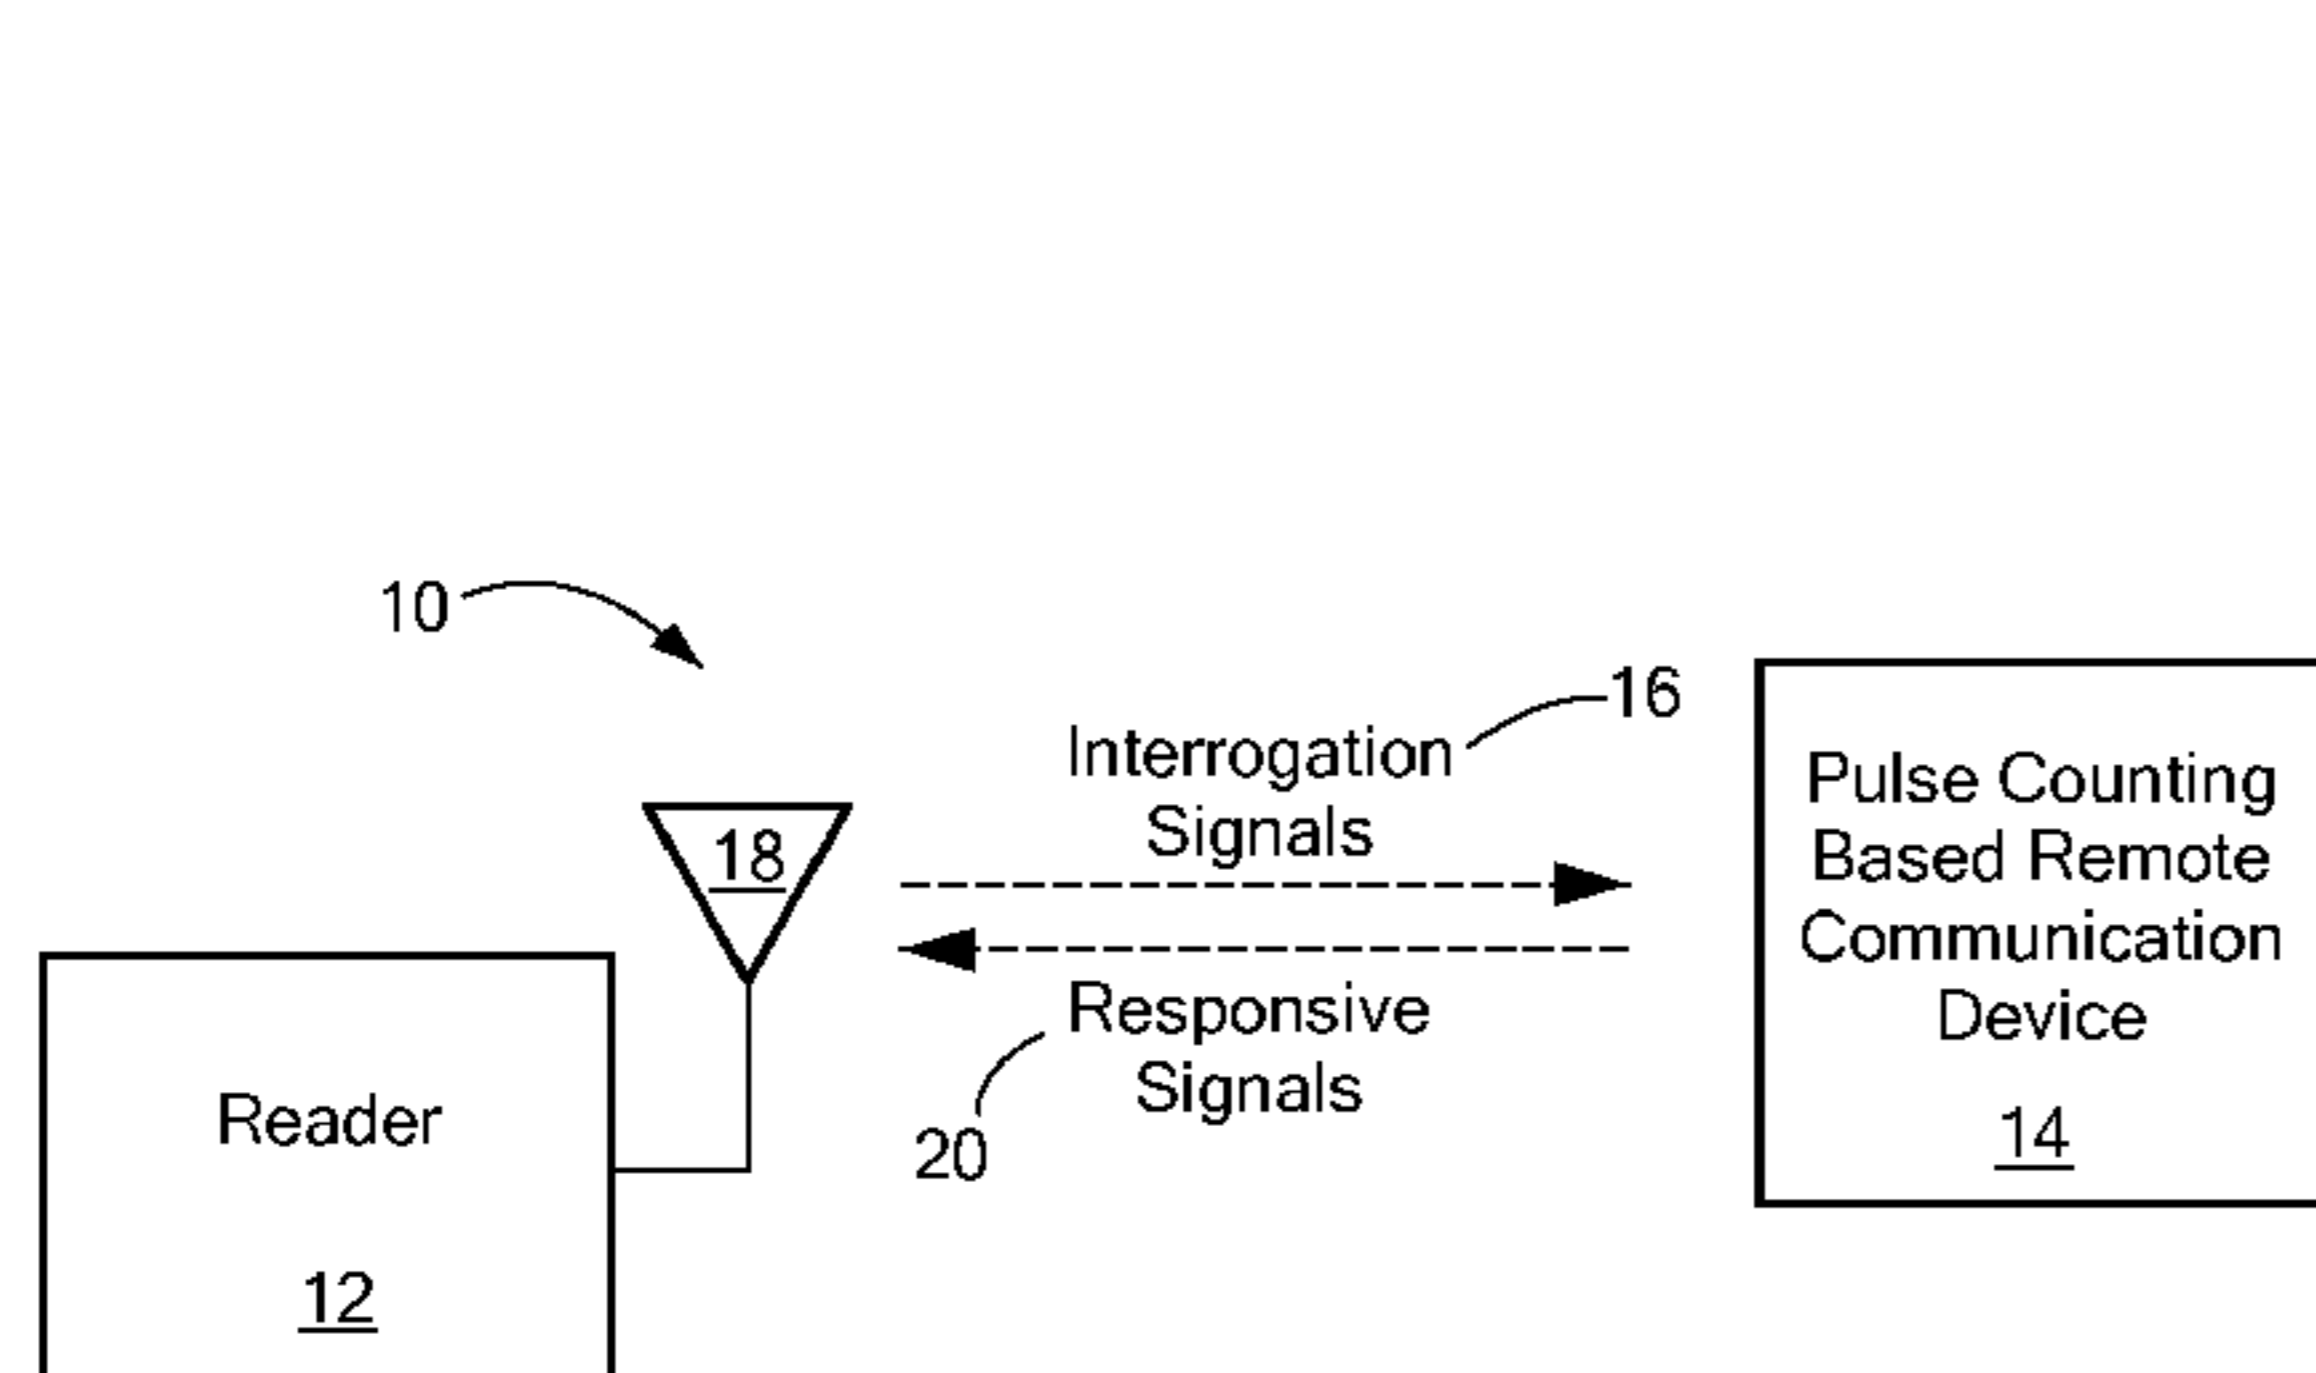 10
16
Interrogation
Signals
18
Pulse Counting
Based Remote
Communication
Device
14
Responsive
Signals
20
Reader
12